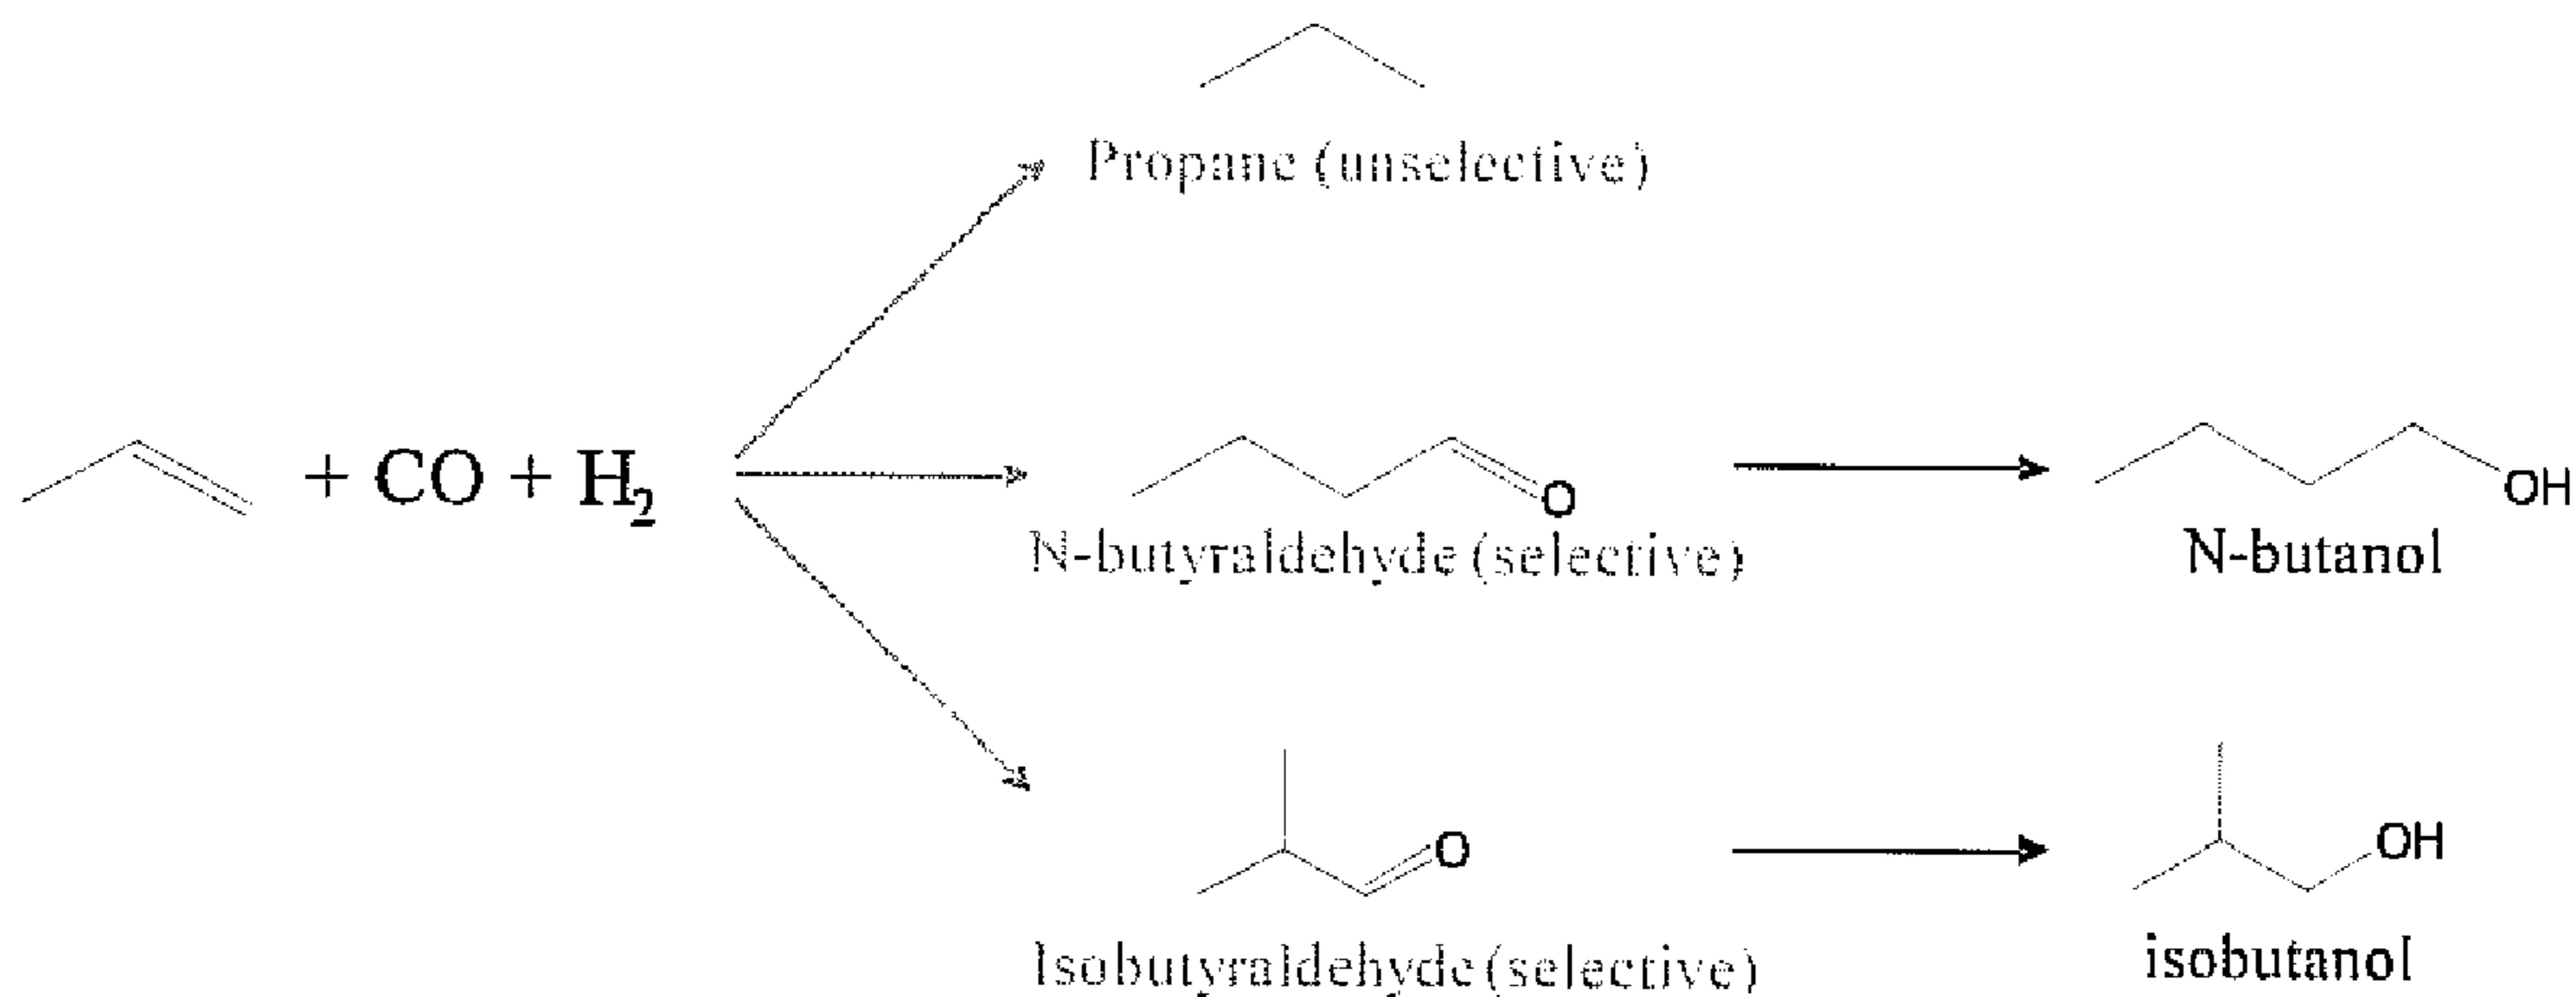 Propane (unselective)
+ CO + H₂
O
OH
N-butyraldehyde (selective)
N-butanol
O
OH
Isobutyraldehyde (selective)
isobutanol